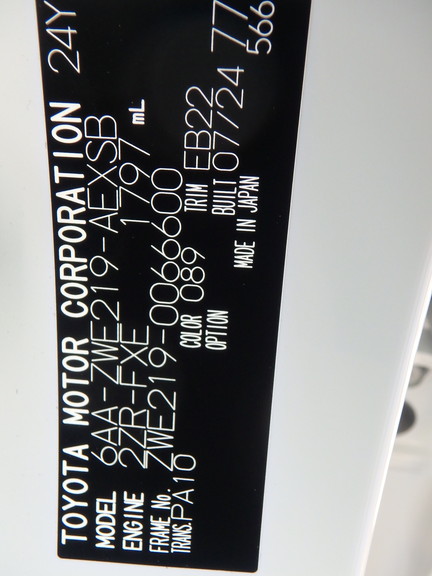 TOYOTA MOTOR CORPORATION 24Y
MODEL 6AA-ZWE219-AEXSB
ENGINE 2ZR-FXE 1797 mL
FRAME No. ZWE219-0066600
TRANS. PA10 COLOR 089 TRIM EB22
OPTION BUILT 07/24 77
MADE IN JAPAN 566